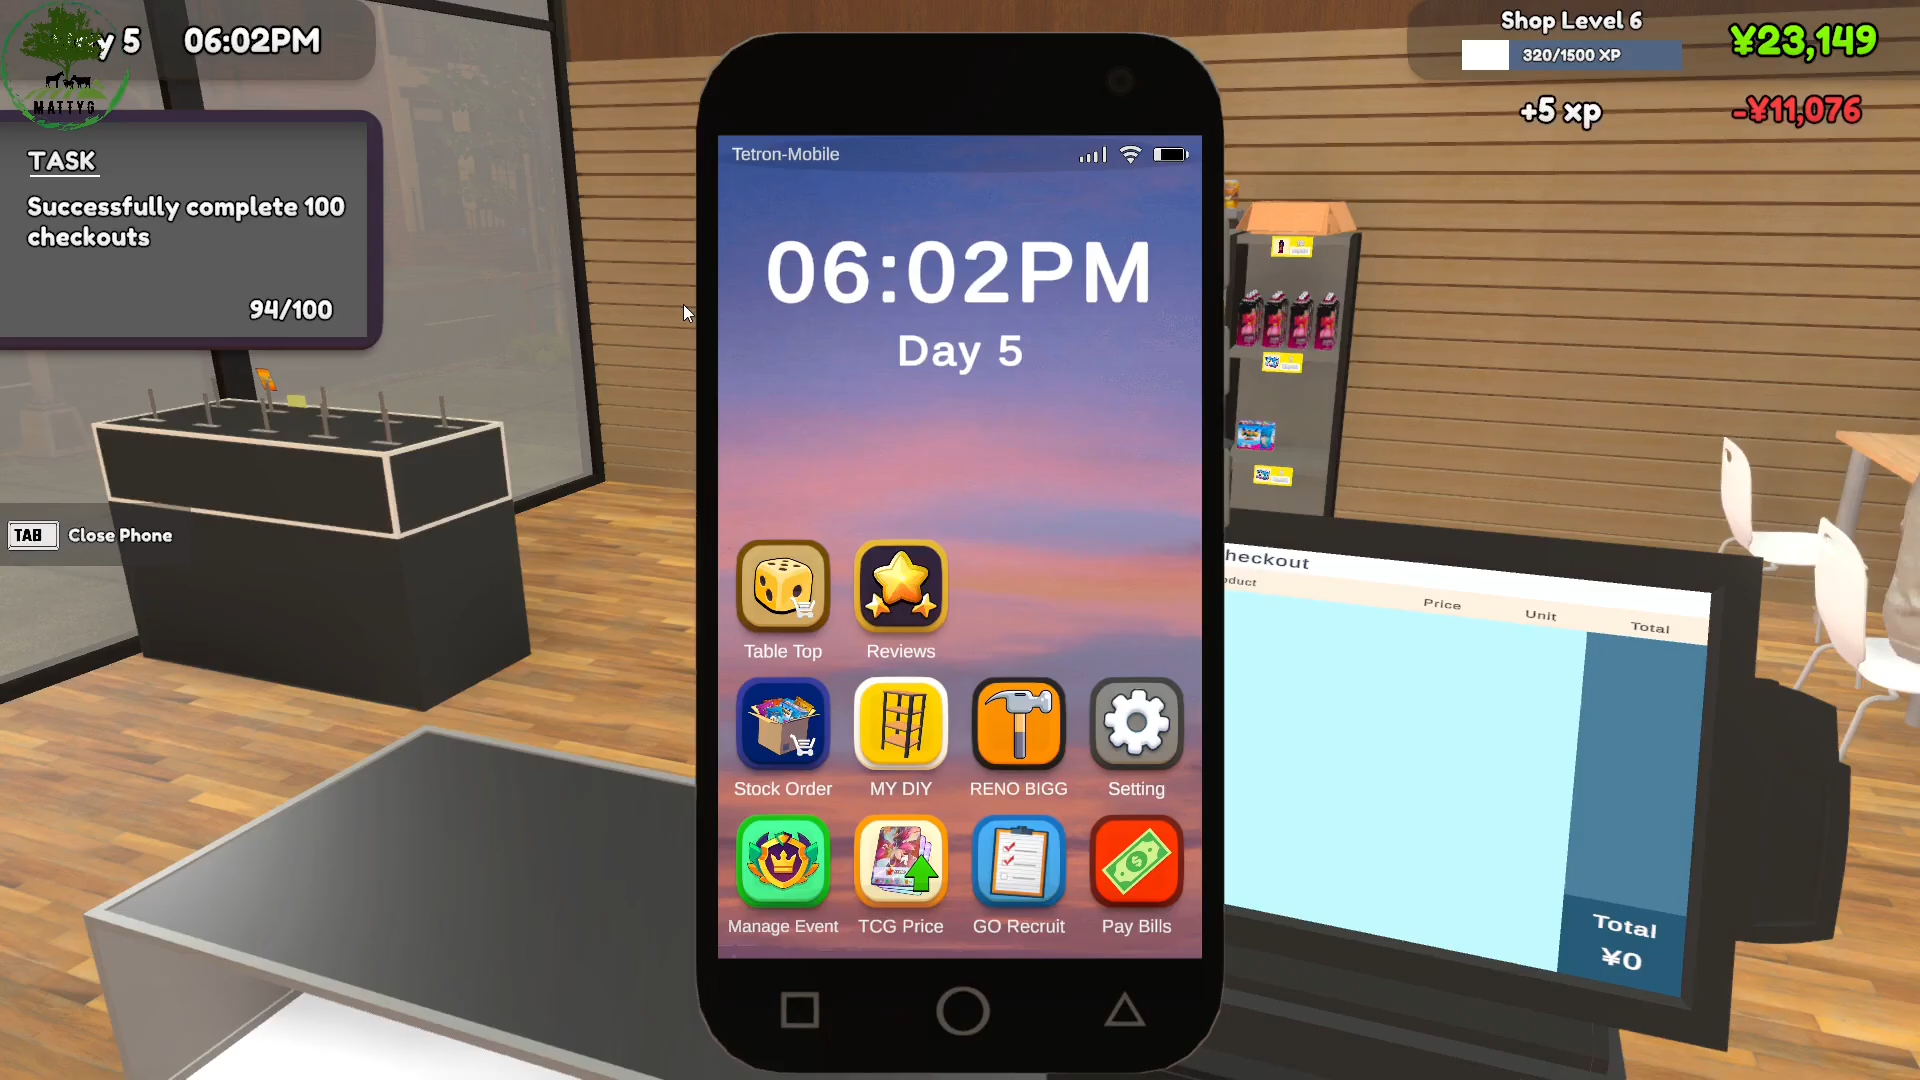 y 5
06:02PM
MATTYG
Shop Level 6
320/1500 XP
¥23,149
+5 xp
-¥11,076
TASK
Successfully complete 100
checkouts
94/100
TAB
Close Phone
Tetron-Mobile
06:02PM
Day 5
Table Top
Reviews
Stock Order
MY DIY
RENO BIGG
Setting
Manage Event
TCG Price
GO Recruit
Pay Bills
heckout
oduct
Price
Unit
Total
Total
¥0